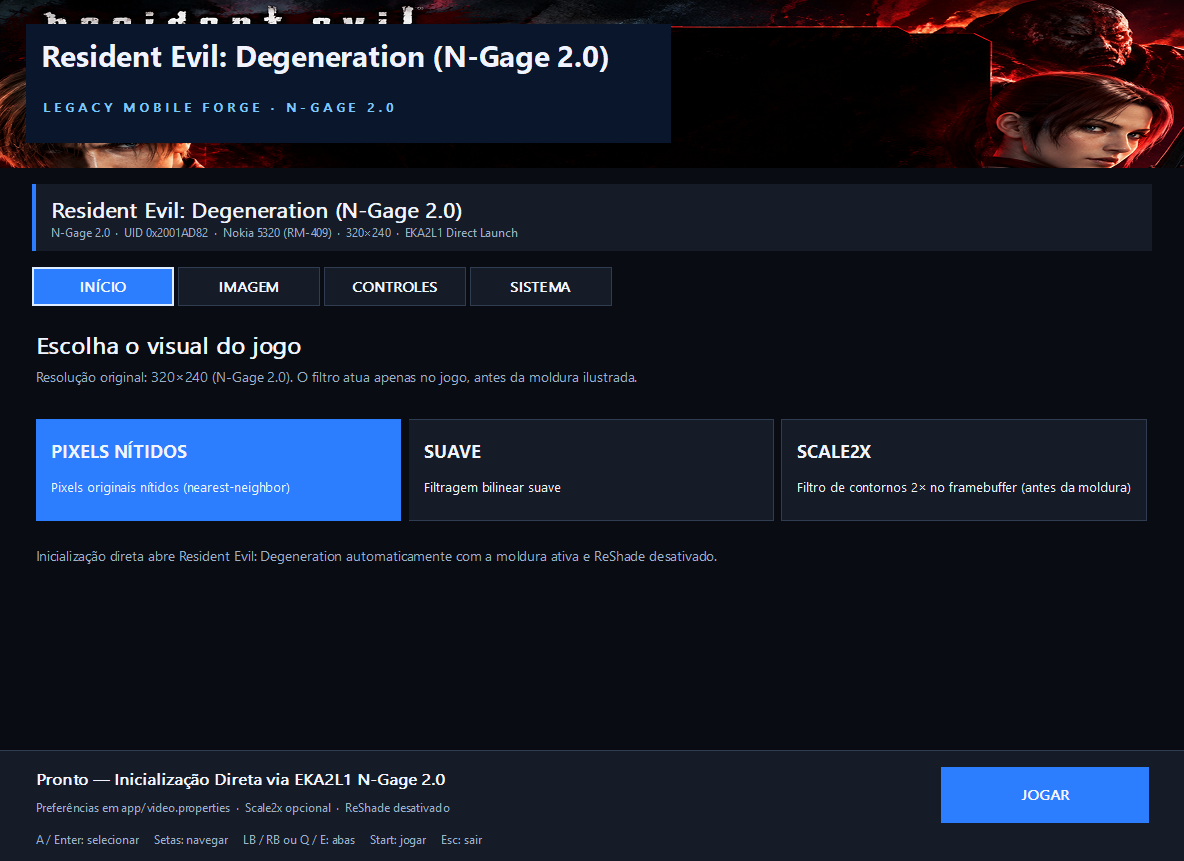 resident evil
Resident Evil: Degeneration (N-Gage 2.0)
LEGACY MOBILE FORGE · N-GAGE 2.0
Resident Evil: Degeneration (N-Gage 2.0)
N-Gage 2.0 · UID 0x2001AD82 · Nokia 5320 (RM-409) · 320×240 · EKA2L1 Direct Launch
INÍCIO IMAGEM CONTROLES SISTEMA
Escolha o visual do jogo
Resolução original: 320×240 (N-Gage 2.0). O filtro atua apenas no jogo, antes da moldura ilustrada.
PIXELS NÍTIDOS
Pixels originais nítidos (nearest-neighbor)
SUAVE
Filtragem bilinear suave
SCALE2X
Filtro de contornos 2× no framebuffer (antes da moldura)
Inicialização direta abre Resident Evil: Degeneration automaticamente com a moldura ativa e ReShade desativado.
Pronto — Inicialização Direta via EKA2L1 N-Gage 2.0
Preferências em app/video.properties · Scale2x opcional · ReShade desativado
A / Enter: selecionar Setas: navegar LB / RB ou Q / E: abas Start: jogar Esc: sair
JOGAR